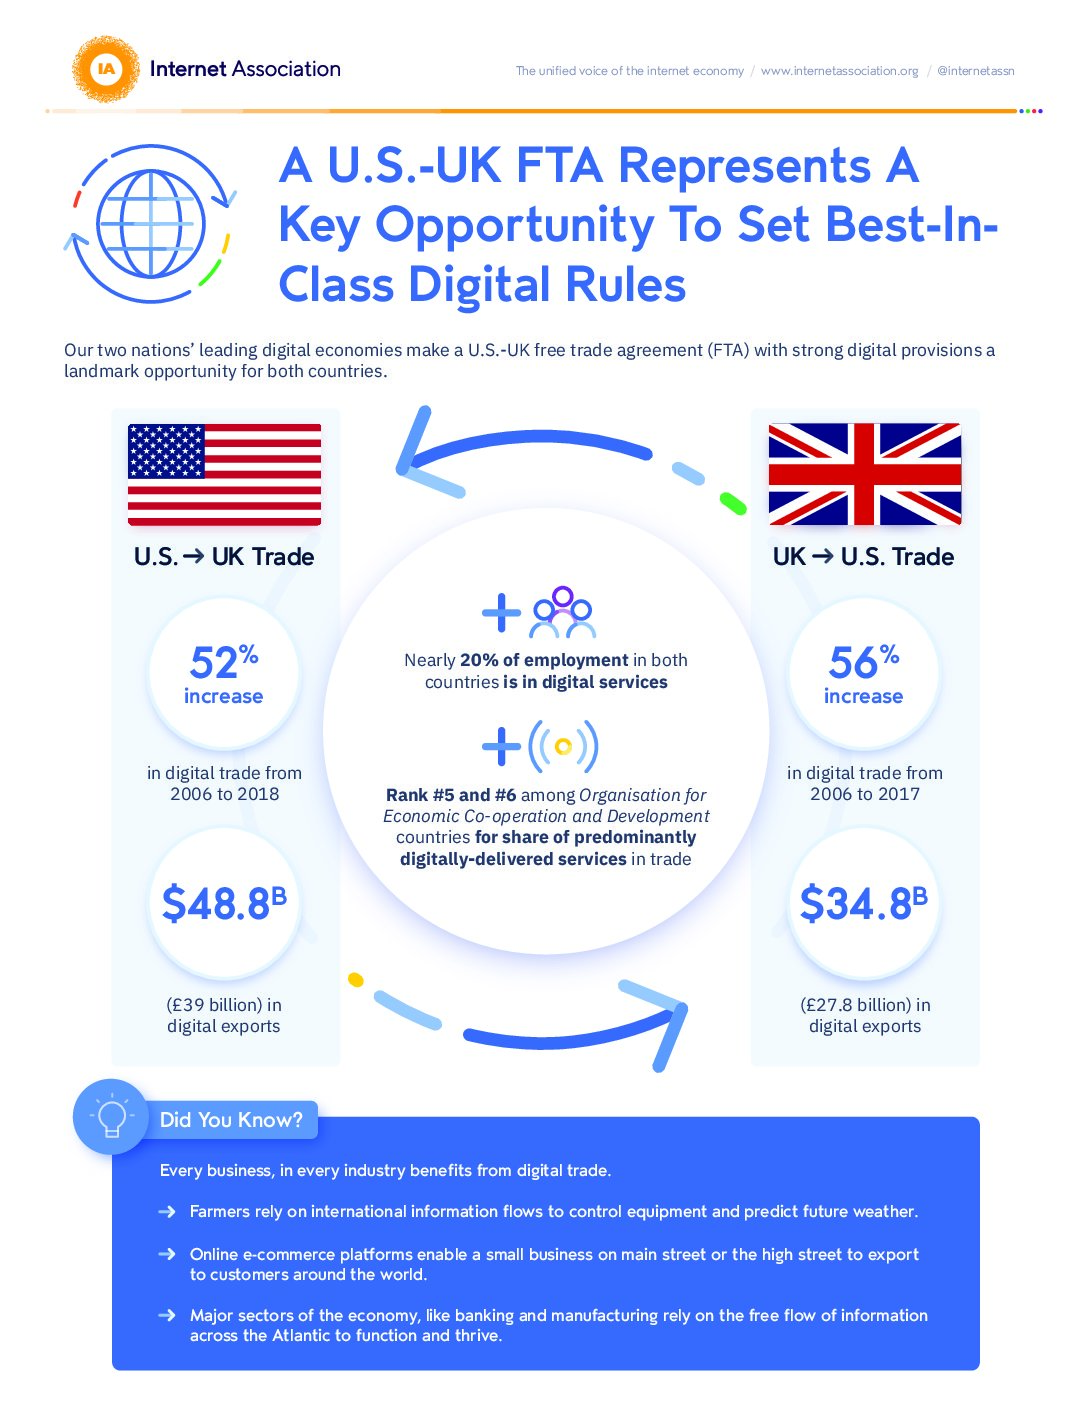 IA
Internet Association
The unified voice of the internet economy / www.internetassociation.org / @internetassn
A U.S.-UK FTA Represents A
Key Opportunity To Set Best-In-
Class Digital Rules
Our two nations’ leading digital economies make a U.S.-UK free trade agreement (FTA) with strong digital provisions a
landmark opportunity for both countries.
U.S. → UK Trade
52%
increase
in digital trade from
2006 to 2018
$48.8B
(£39 billion) in
digital exports
Nearly 20% of employment in both
countries is in digital services
Rank #5 and #6 among Organisation for
Economic Co-operation and Development
countries for share of predominantly
digitally-delivered services in trade
UK → U.S. Trade
56%
increase
in digital trade from
2006 to 2017
$34.8B
(£27.8 billion) in
digital exports
Did You Know?
Every business, in every industry benefits from digital trade.
→ Farmers rely on international information flows to control equipment and predict future weather.
→ Online e-commerce platforms enable a small business on main street or the high street to export
to customers around the world.
→ Major sectors of the economy, like banking and manufacturing rely on the free flow of information
across the Atlantic to function and thrive.